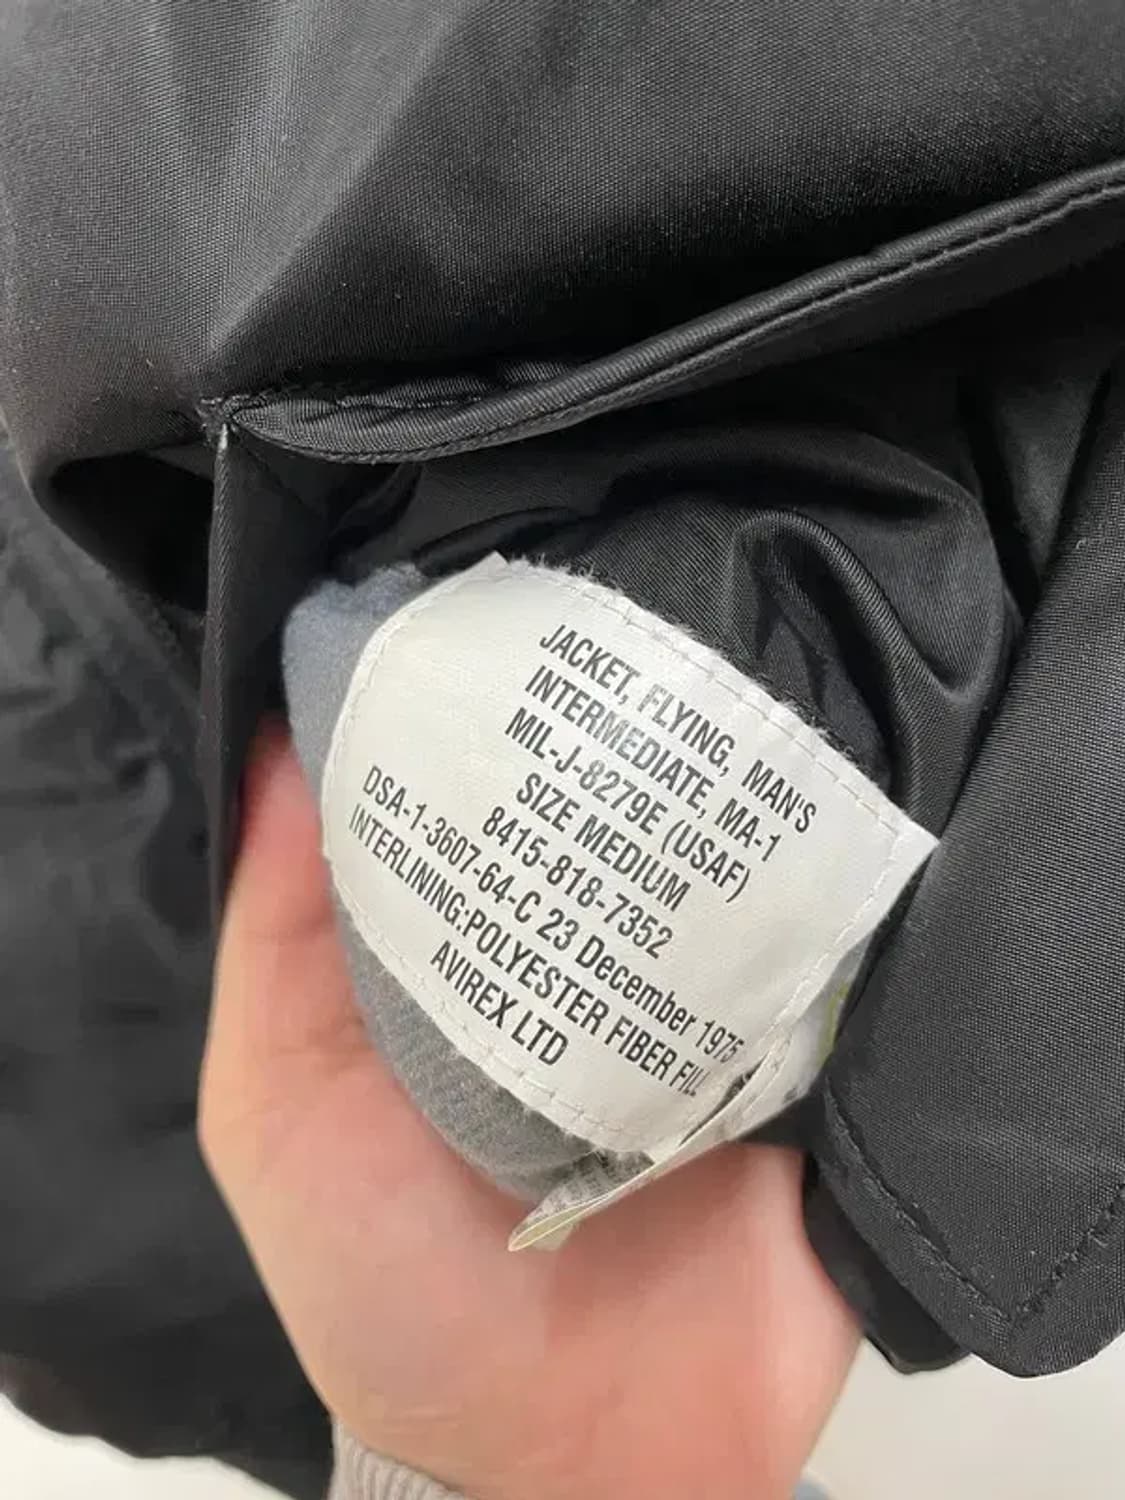 JACKET, FLYING, MAN'S
INTERMEDIATE, MA-1
MIL-J-8279E (USAF)
SIZE MEDIUM
8415-818-7352
DSA-1-3607-64-C 23 December 1975
INTERLINING:POLYESTER FIBER FILL
AVIREX LTD